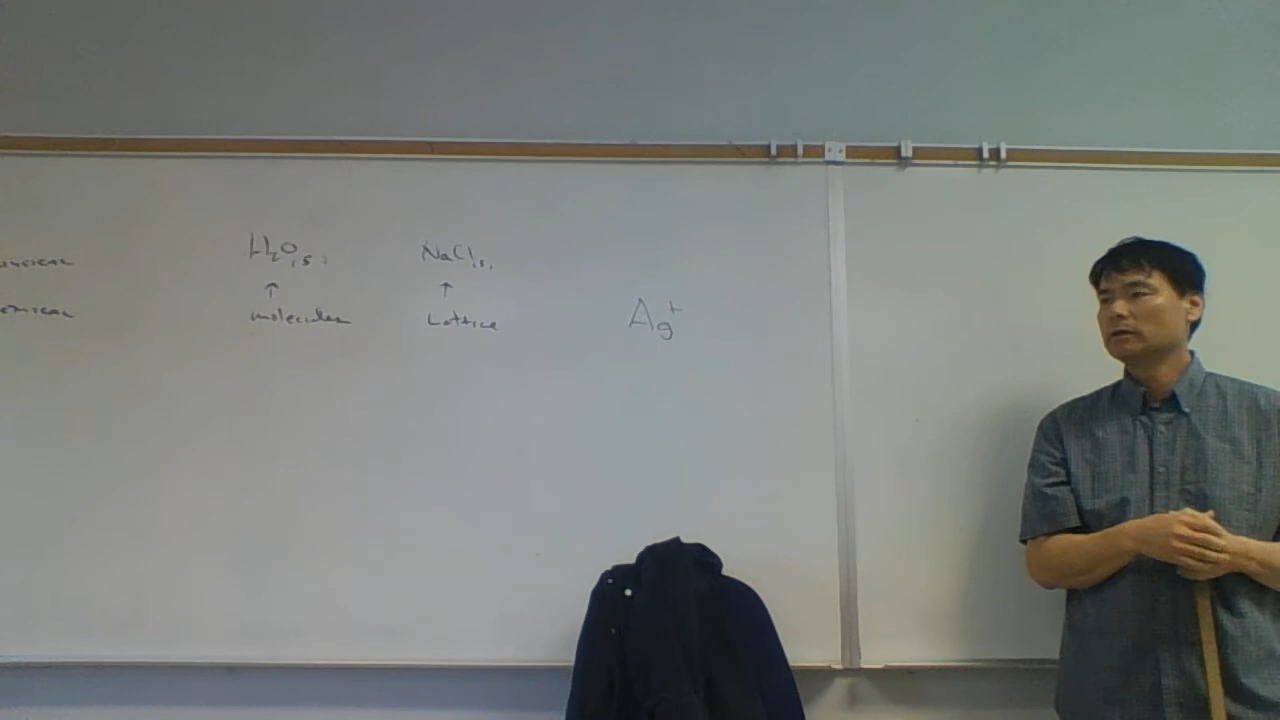 H₂O(s)
NaCl(s)
↑
↑
molecules
Lattice
Ag⁺